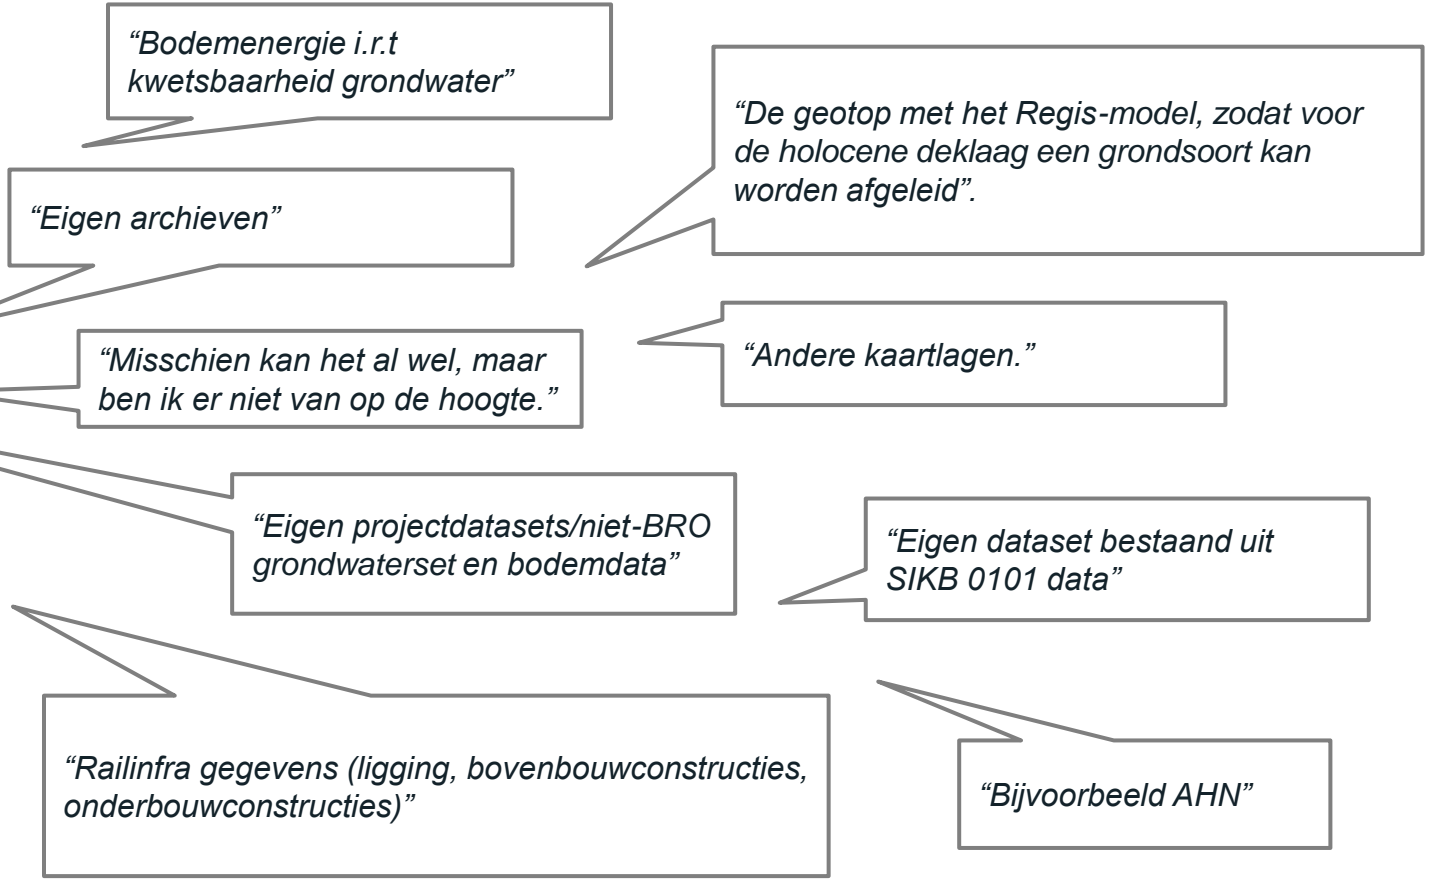 “Bodemenergie i.r.t
kwetsbaarheid grondwater”
“De geotop met het Regis-model, zodat voor
de holocene deklaag een grondsoort kan
worden afgeleid”.
“Eigen archieven”
“Misschien kan het al wel, maar
ben ik er niet van op de hoogte.”
“Andere kaartlagen.”
“Eigen projectdatasets/niet-BRO
grondwaterset en bodemdata”
“Eigen dataset bestaand uit
SIKB 0101 data”
“Railinfra gegevens (ligging, bovenbouwconstructies,
onderbouwconstructies)”
“Bijvoorbeeld AHN”